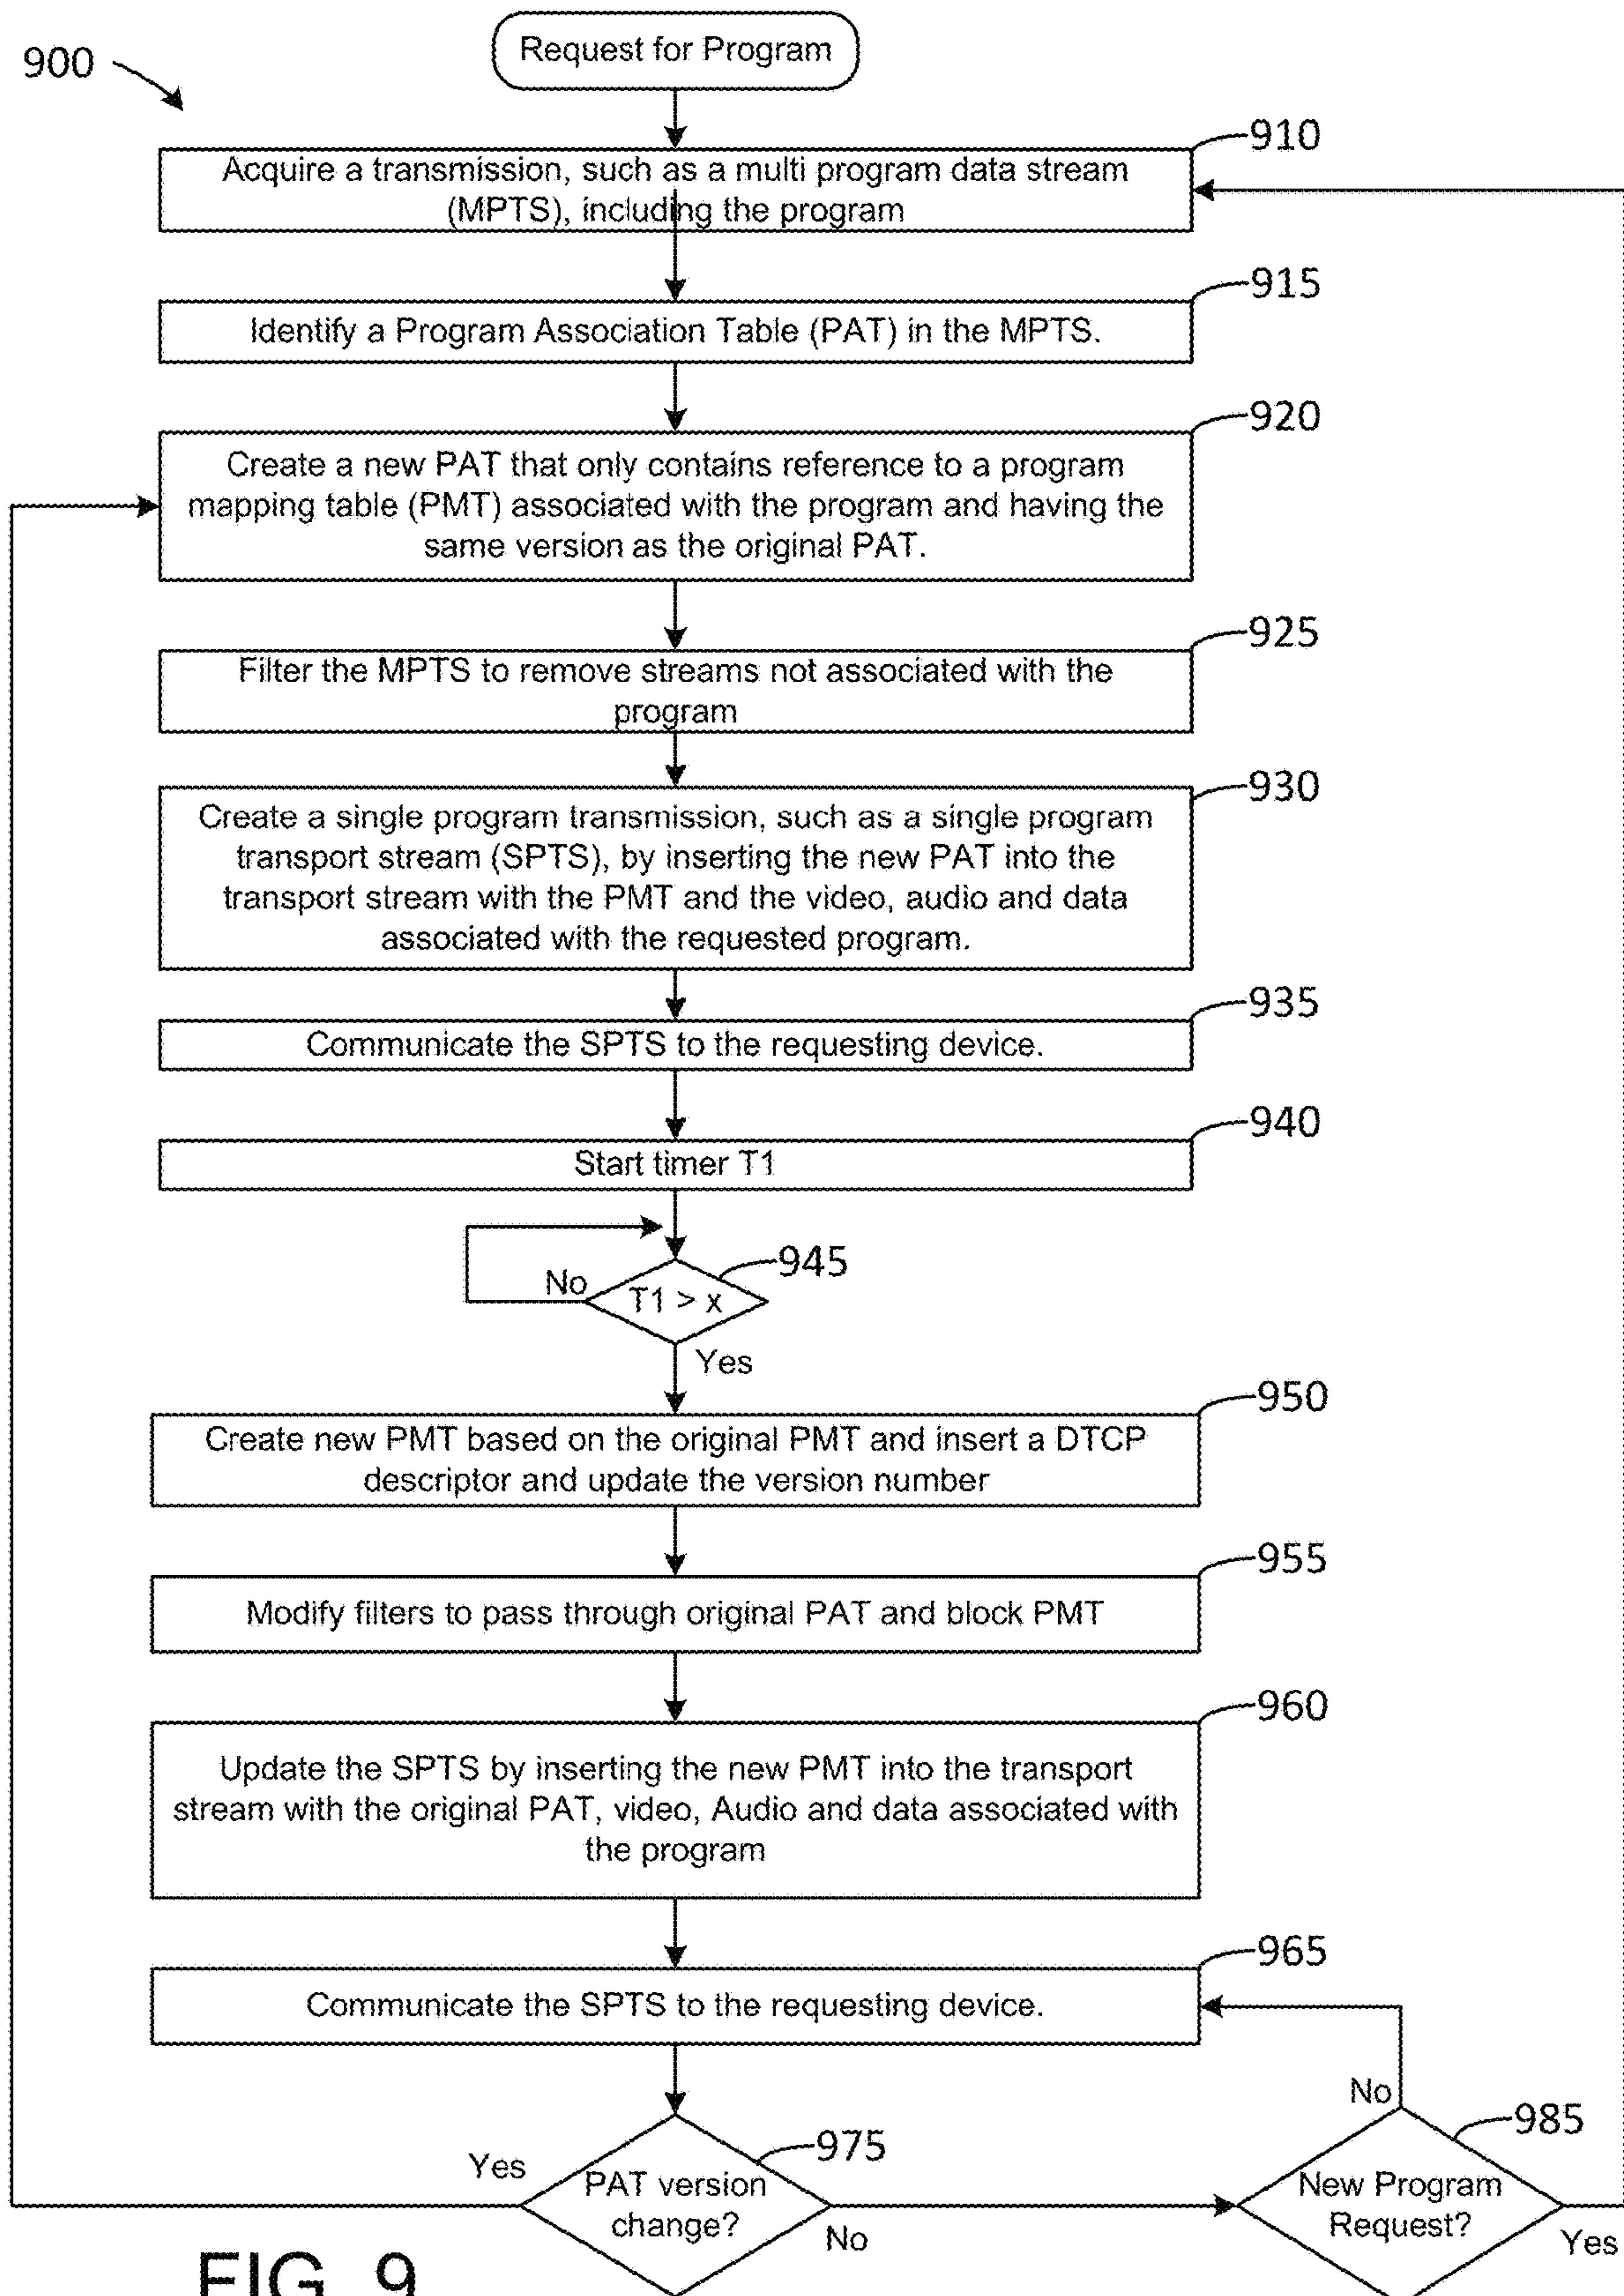 900
Request for Program
910
Acquire a transmission, such as a multi program data stream
(MPTS), including the program
915
Identify a Program Association Table (PAT) in the MPTS.
920
Create a new PAT that only contains reference to a program
mapping table (PMT) associated with the program and having the
same version as the original PAT.
925
Filter the MPTS to remove streams not associated with the
program
930
Create a single program transmission, such as a single program
transport stream (SPTS), by inserting the new PAT into the
transport stream with the PMT and the video, audio and data
associated with the requested program.
935
Communicate the SPTS to the requesting device.
940
Start timer T1
945
No
T1 > x
Yes
950
Create new PMT based on the original PMT and insert a DTCP
descriptor and update the version number
955
Modify filters to pass through original PAT and block PMT
960
Update the SPTS by inserting the new PMT into the transport
stream with the original PAT, video, Audio and data associated with
the program
965
Communicate the SPTS to the requesting device.
No
985
975
Yes
PAT version
change?
No
New Program
Request?
Yes
FIG. 9